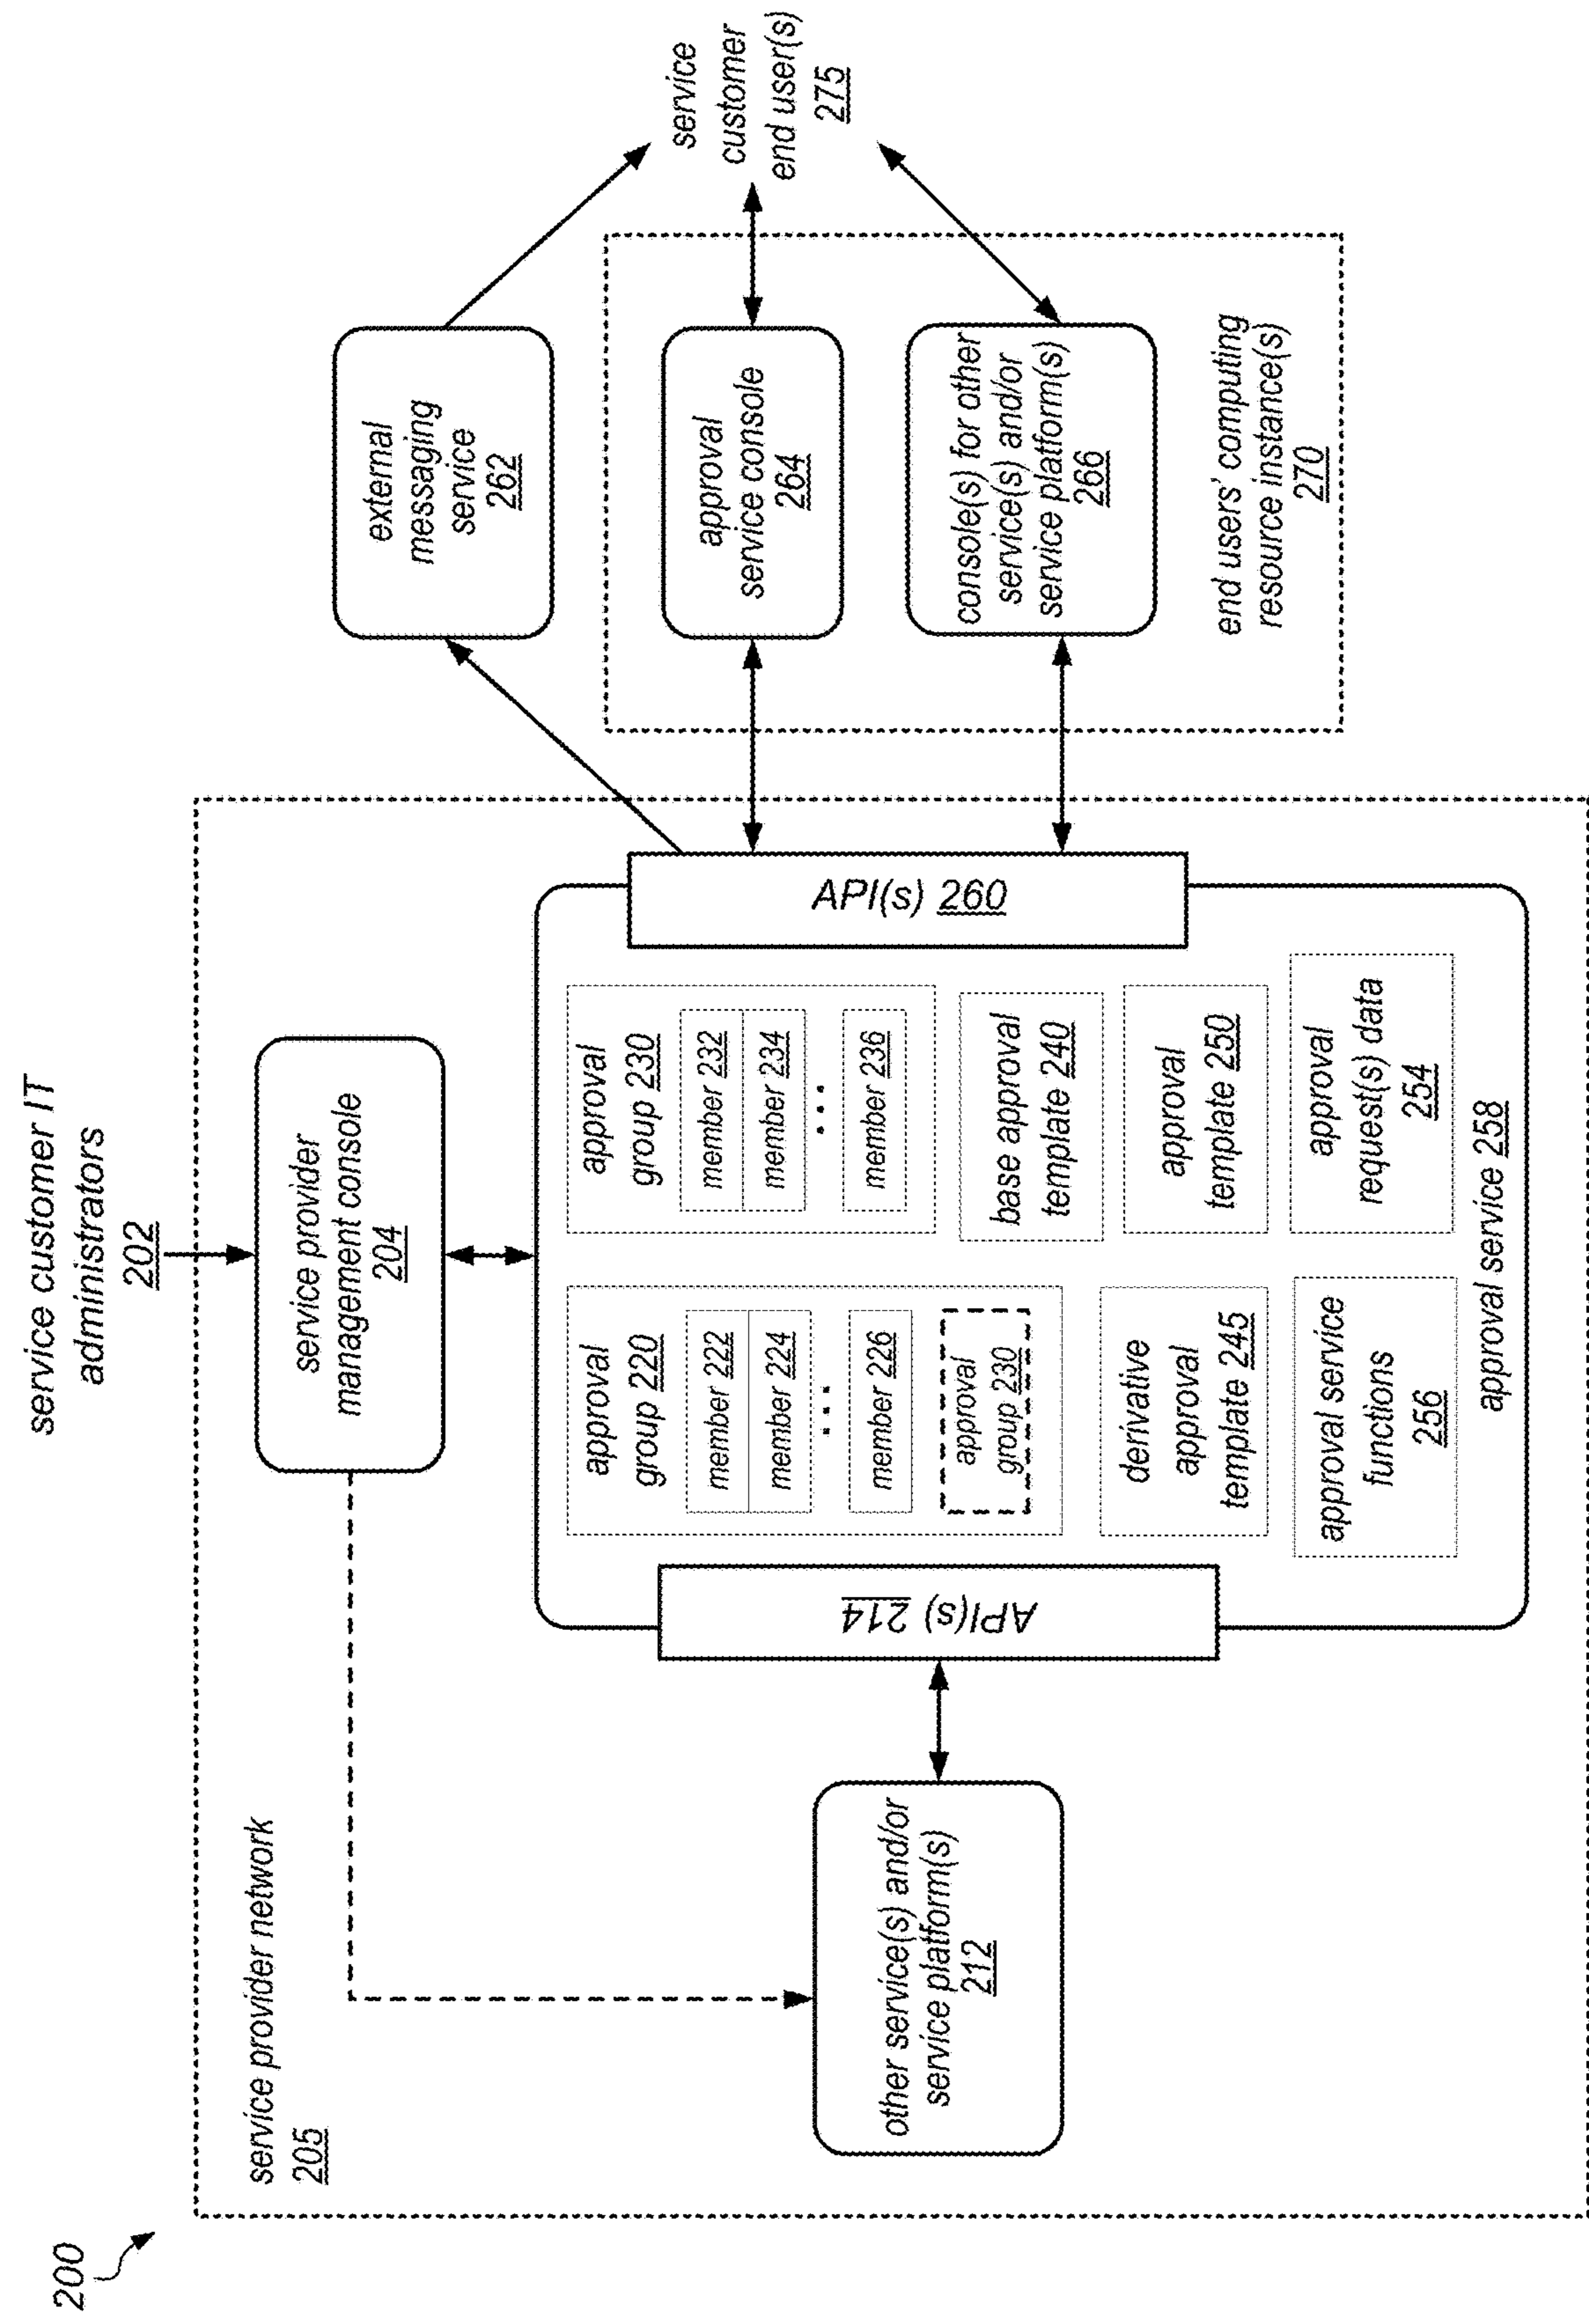 200
service customer IT
administrators
202
service provider network
205
service provider
management console
204
other service(s) and/or
service platform(s)
212
API(s) 214
approval
group 220
member 222
member 224
...
member 226
approval
group 230
approval
group 230
member 232
member 234
...
member 236
derivative
approval
template 245
base approval
template 240
approval
template 250
approval service
functions
256
approval
request(s) data
254
approval service 258
API(s) 260
external
messaging
service
262
approval
service console
264
console(s) for other
service(s) and/or
service platform(s)
266
end users' computing
resource instance(s)
270
service
customer
end user(s)
275